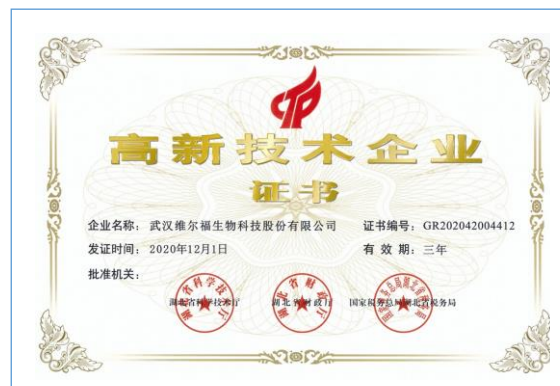 高新技术企业
证书
企业名称： 武汉维尔福生物科技股份有限公司 证书编号： GR202042004412
发证时间： 2020年12月1日 有 效 期： 三年
批准机关：
湖北省科学技术厅 湖北省财政厅 国家税务总局湖北省税务局